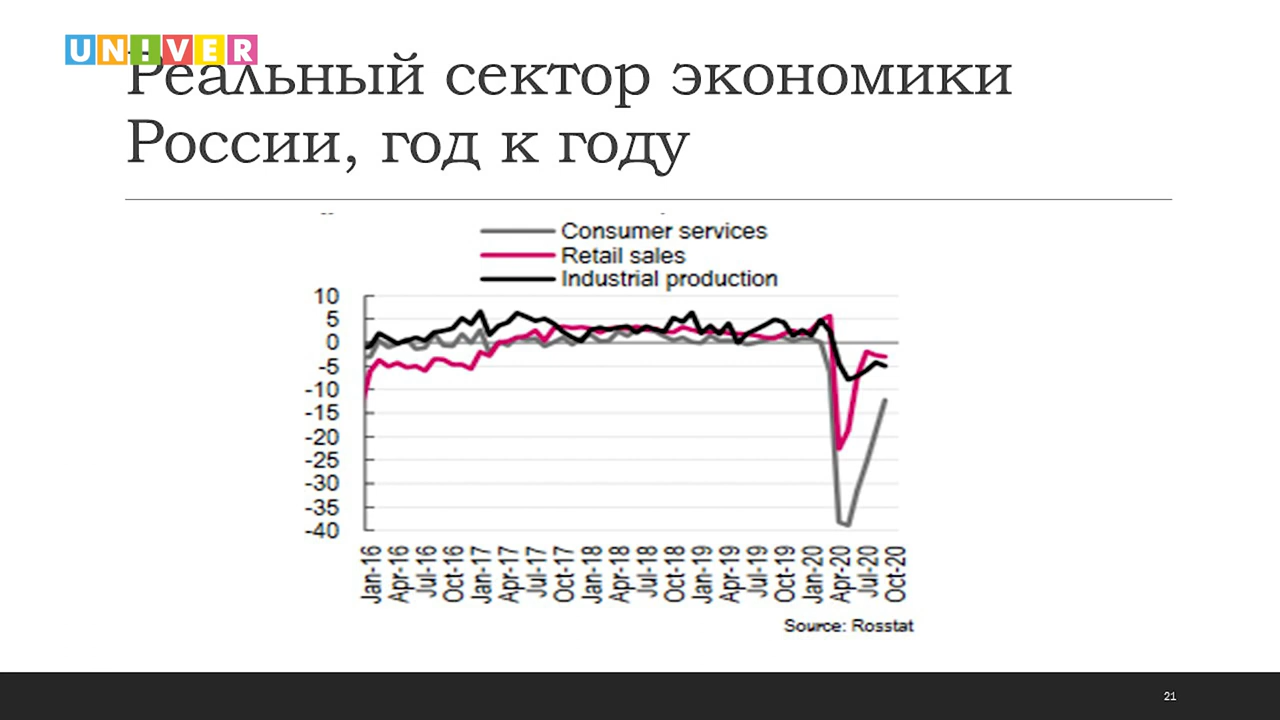 UNIVER
Реальный сектор экономики
России, год к году
Consumer services
Retail sales
Industrial production
10
5
0
-5
-10
-15
-20
-25
-30
-35
-40
Jan-16
Apr-16
Jul-16
Oct-16
Jan-17
Apr-17
Jul-17
Oct-17
Jan-18
Apr-18
Jul-18
Oct-18
Jan-19
Apr-19
Jul-19
Oct-19
Jan-20
Apr-20
Jul-20
Oct-20
Source: Rosstat
21